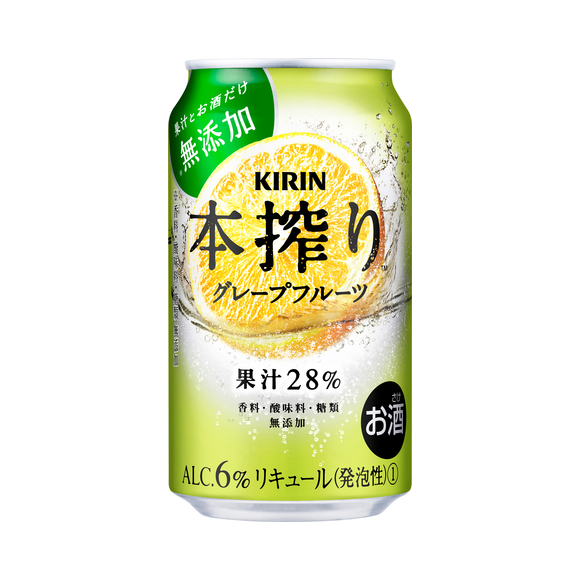 果汁とお酒だけ
無添加
KIRIN
本搾り™
グレープフルーツ
果汁28%
香料・酸味料・糖類
無添加
さけ
お酒
ALC.6% リキュール(発泡性)①